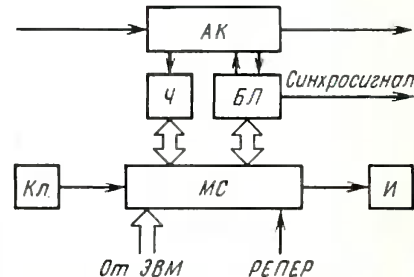 АК
Ч
БЛ
Синхросигнал
Кл.
МС
И
От ЭВМ
РЕПЕР